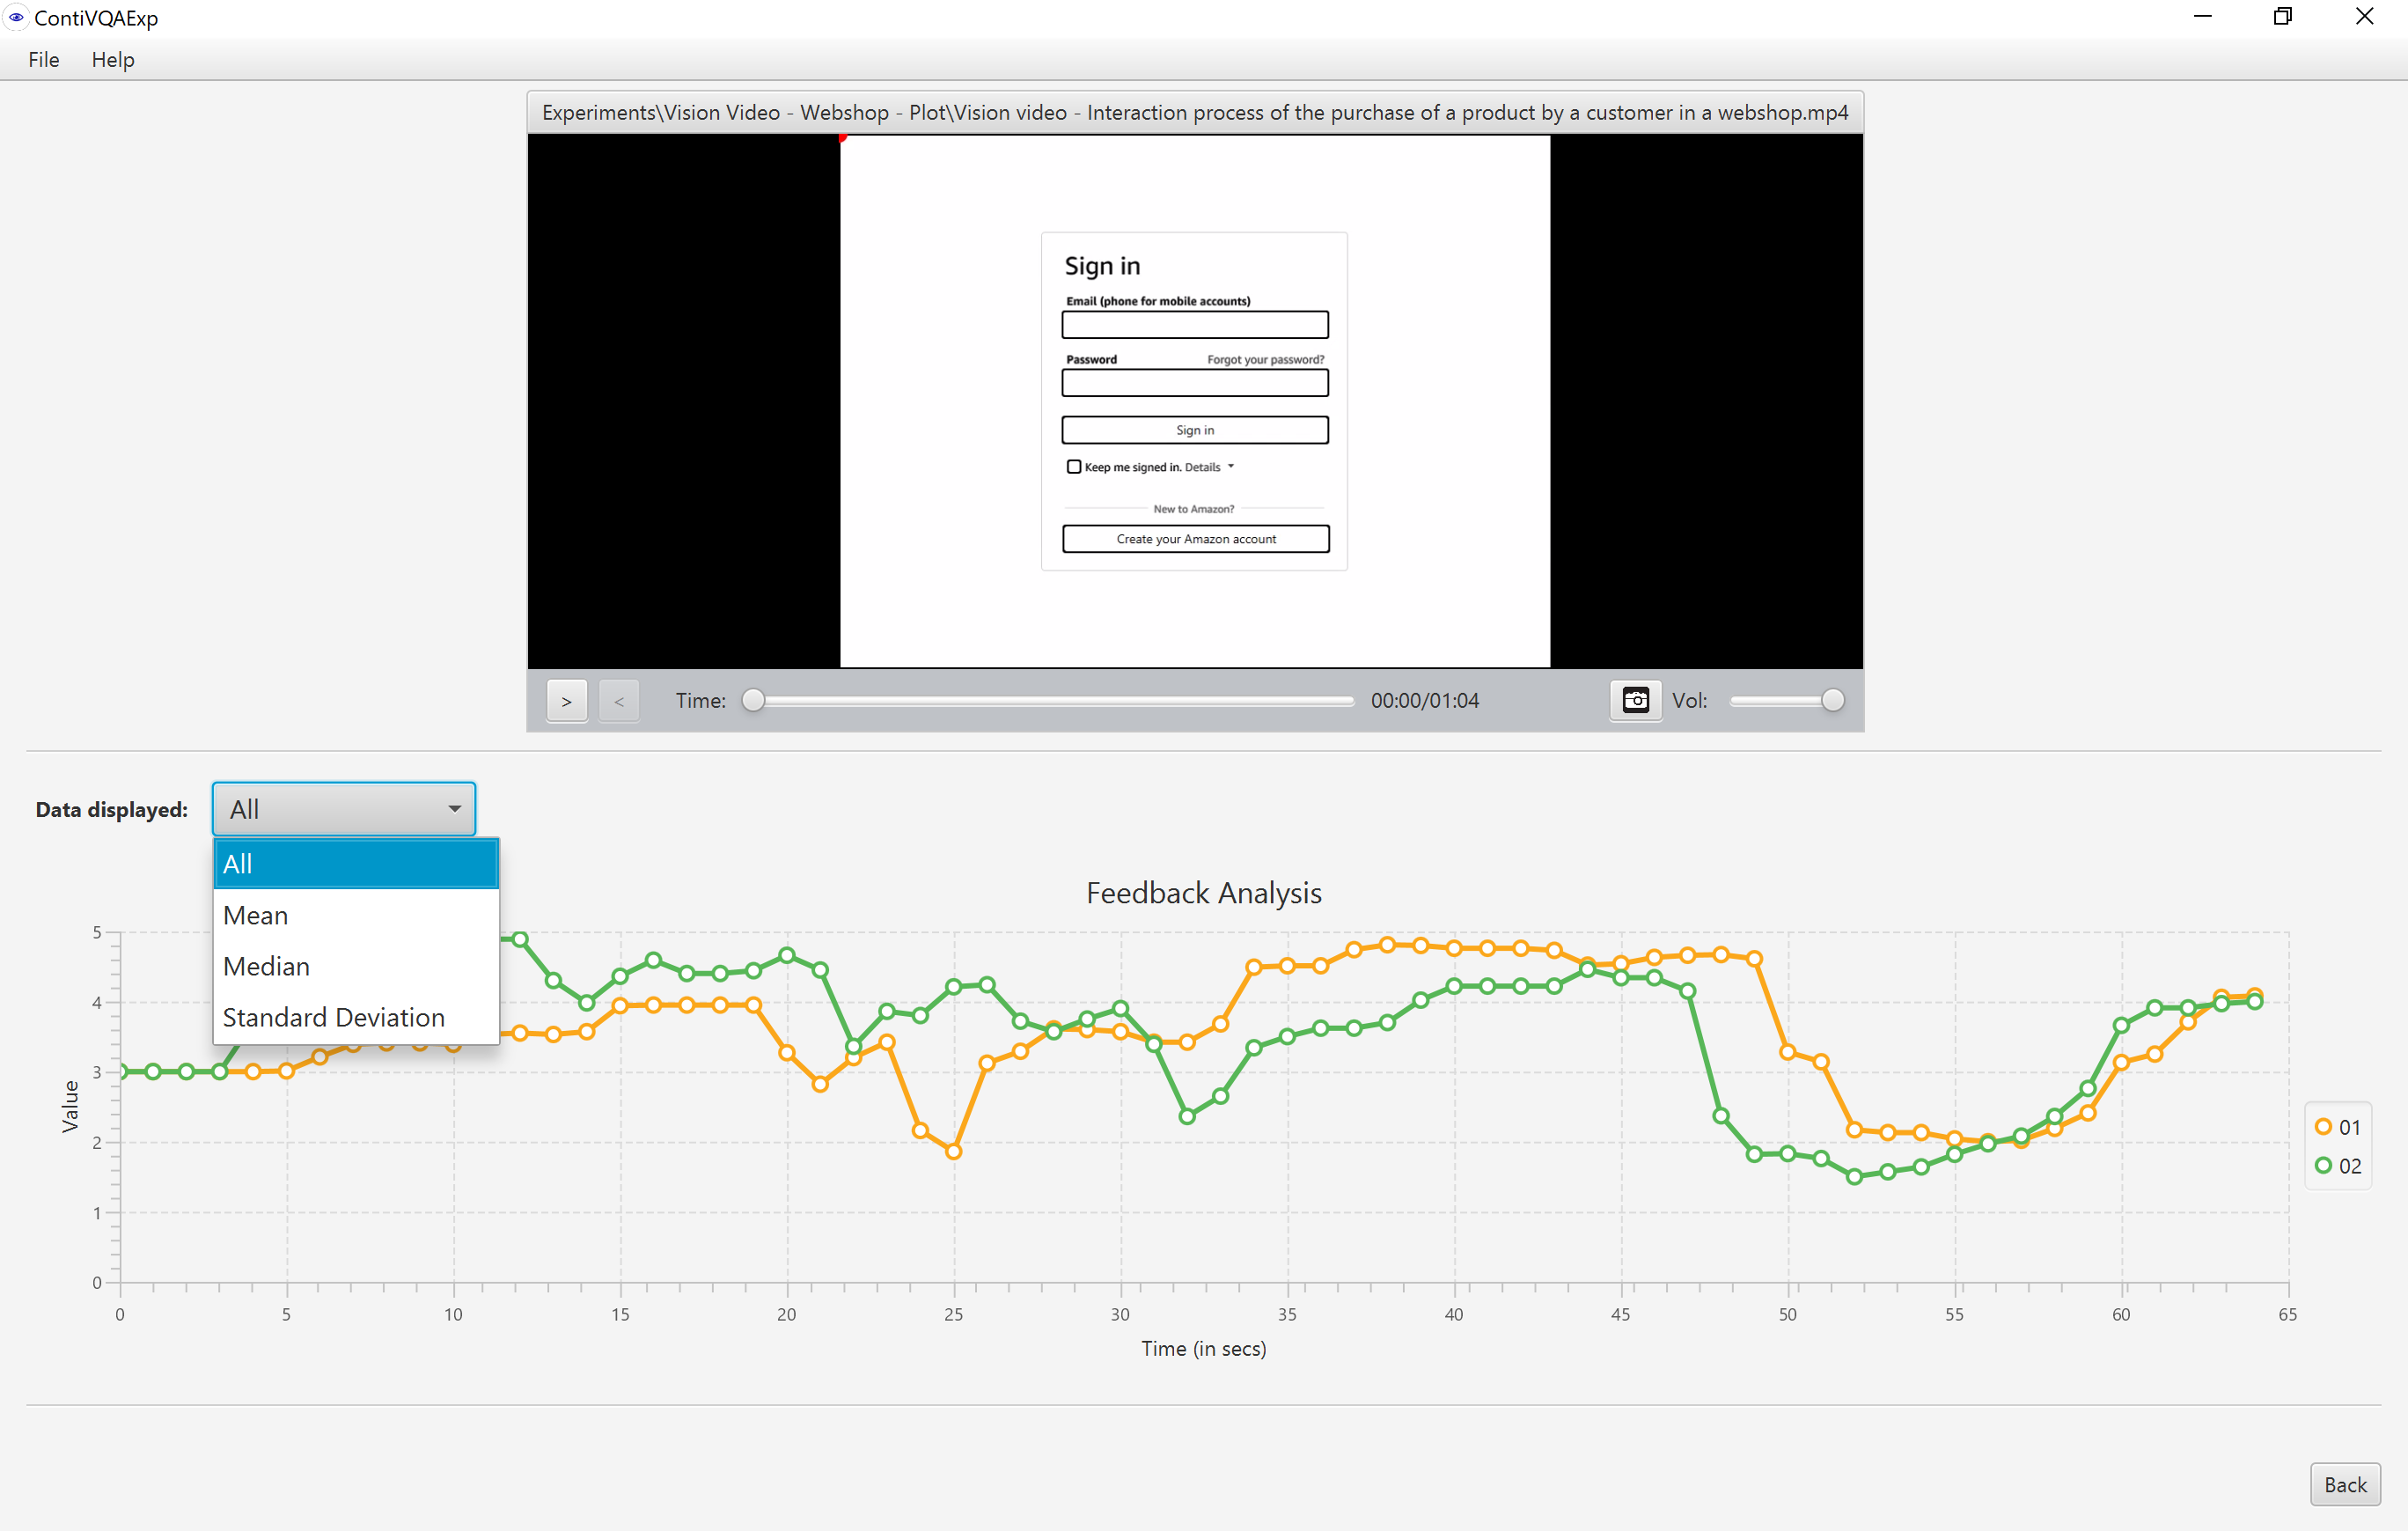 ContiVQAExp
File Help
Experiments\Vision Video - Webshop - Plot\Vision video - Interaction process of the purchase of a product by a customer in a webshop.mp4
Sign in
Email (phone for mobile accounts)
Password Forgot your password?
Sign in
Keep me signed in. Details
New to Amazon?
Create your Amazon account
> < Time: 00:00/01:04 Vol:
Data displayed: All
All
Mean
Median
Standard Deviation
Feedback Analysis
5
4
3
2
1
0
Value
01
02
0 5 10 15 20 25 30 35 40 45 50 55 60 65
Time (in secs)
Back